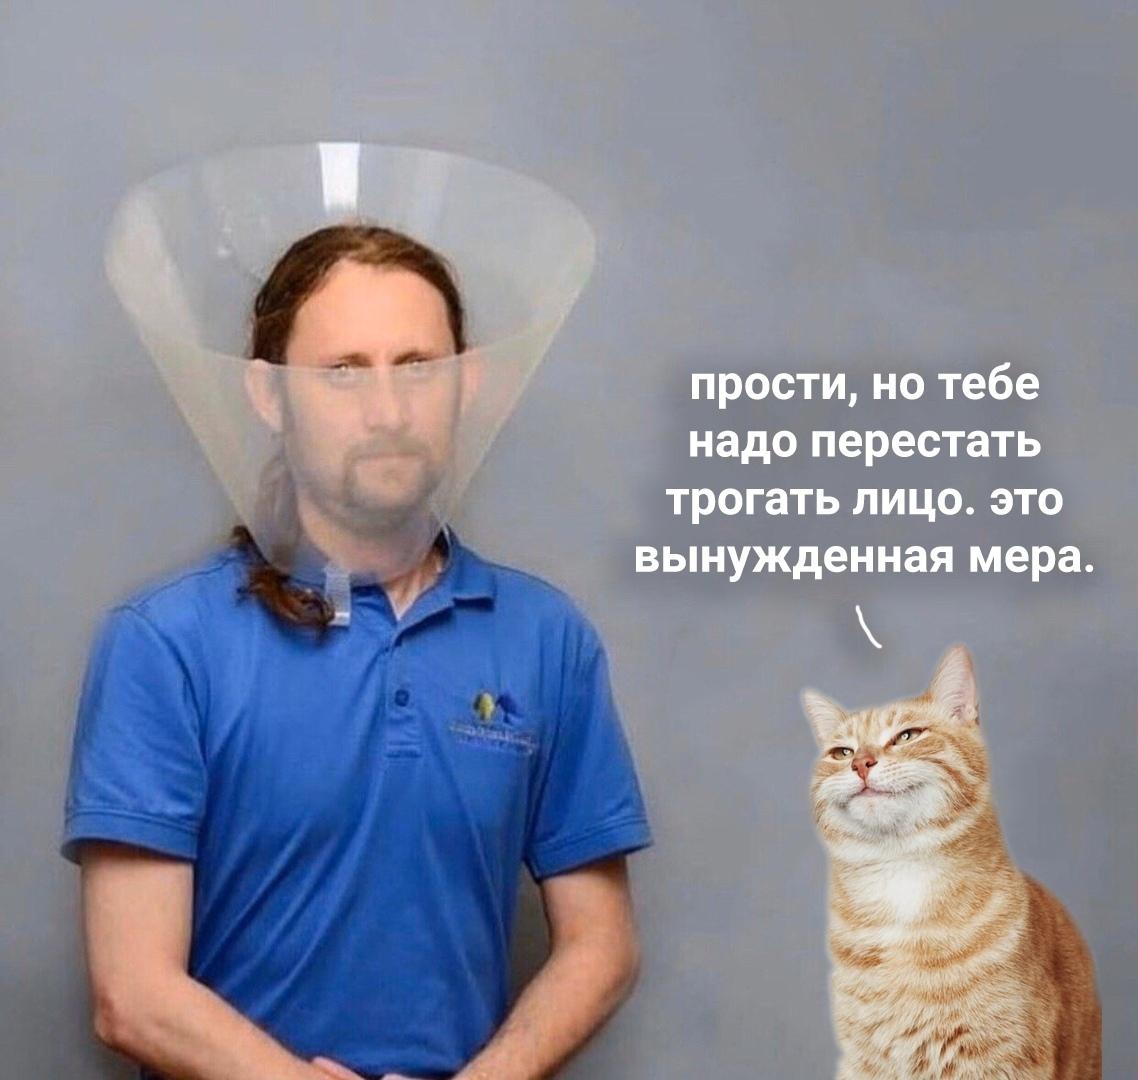 прости, но тебе
надо перестать
трогать лицо. это
вынужденная мера.